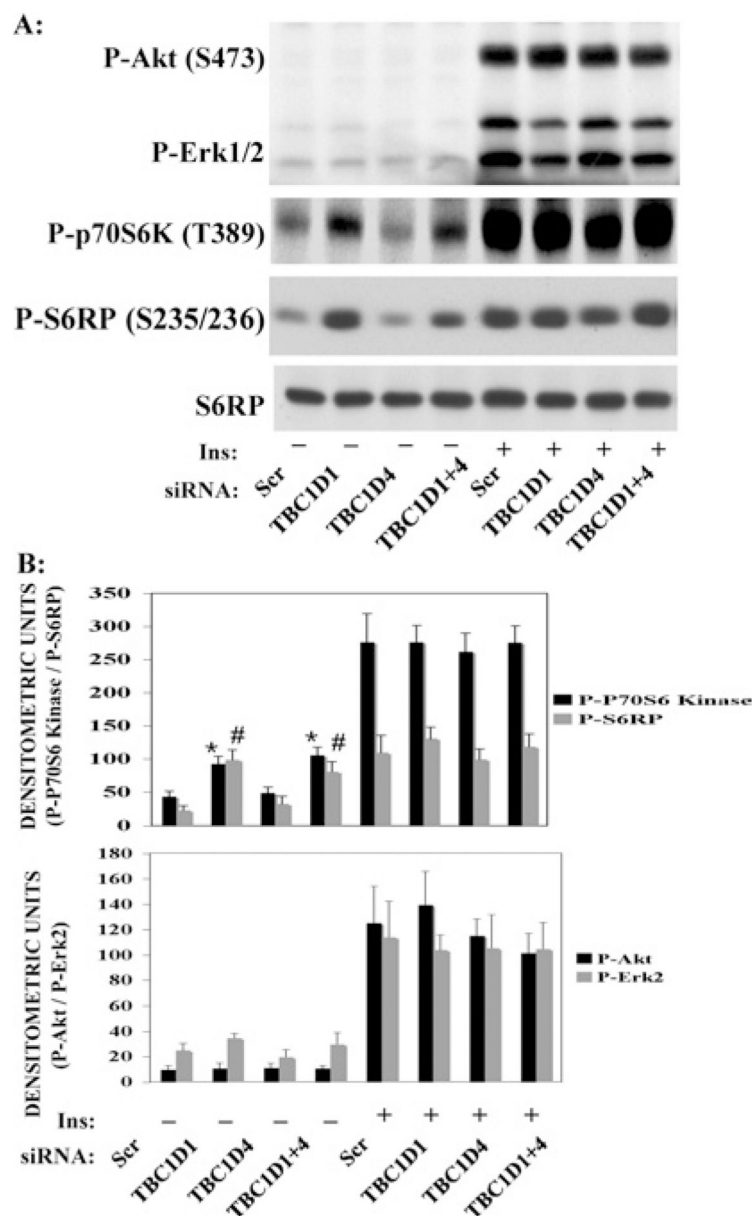 A:
P-Akt (S473)
P-Erk1/2
P-p70S6K (T389)
P-S6RP (S235/236)
S6RP
Ins: – – – – + + + +
siRNA: Scr TBC1D1 TBC1D4 TBC1D1+4 Scr TBC1D1 TBC1D4 TBC1D1+4
B:
DENSITOMETRIC UNITS
(P-P70S6 Kinase / P-S6RP)
350
300
250
200
150
100
50
0
* # * #
P-P70S6 Kinase
P-S6RP
DENSITOMETRIC UNITS
(P-Akt / P-Erk2)
180
160
140
120
100
80
60
40
20
0
P-Akt
P-Erk2
Ins: – – – – + + + +
siRNA: Scr TBC1D1 TBC1D4 TBC1D1+4 Scr TBC1D1 TBC1D4 TBC1D1+4